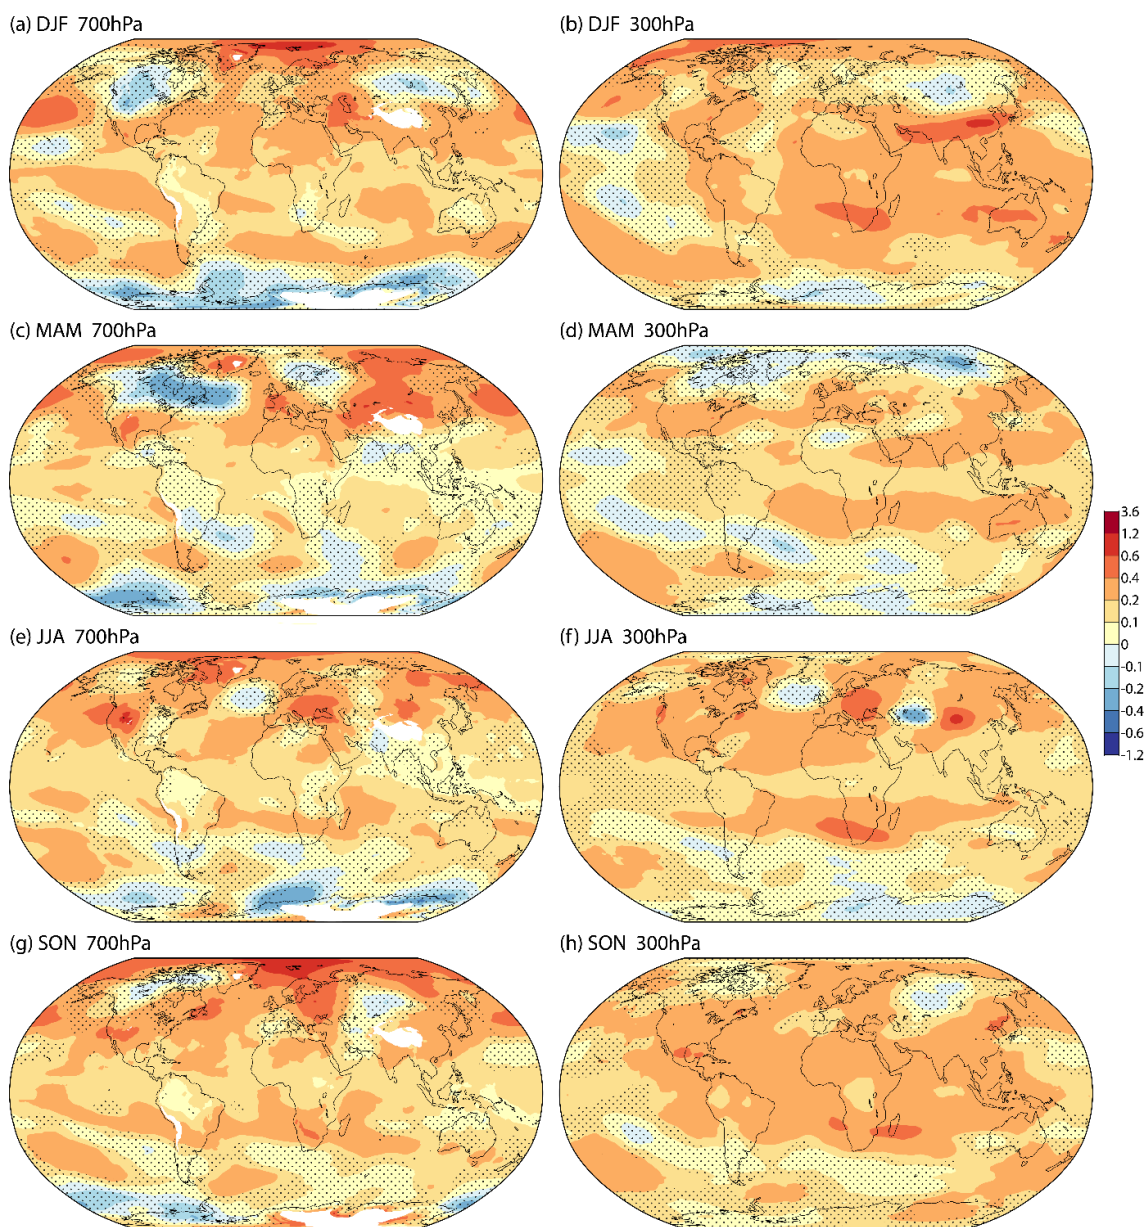 (a) DJF 700hPa
(b) DJF 300hPa
(c) MAM 700hPa
(d) MAM 300hPa
3.6
1.2
0.6
0.4
0.2
0.1
0
-0.1
-0.2
-0.4
-0.6
-1.2
(e) JJA 700hPa
(f) JJA 300hPa
(g) SON 700hPa
(h) SON 300hPa